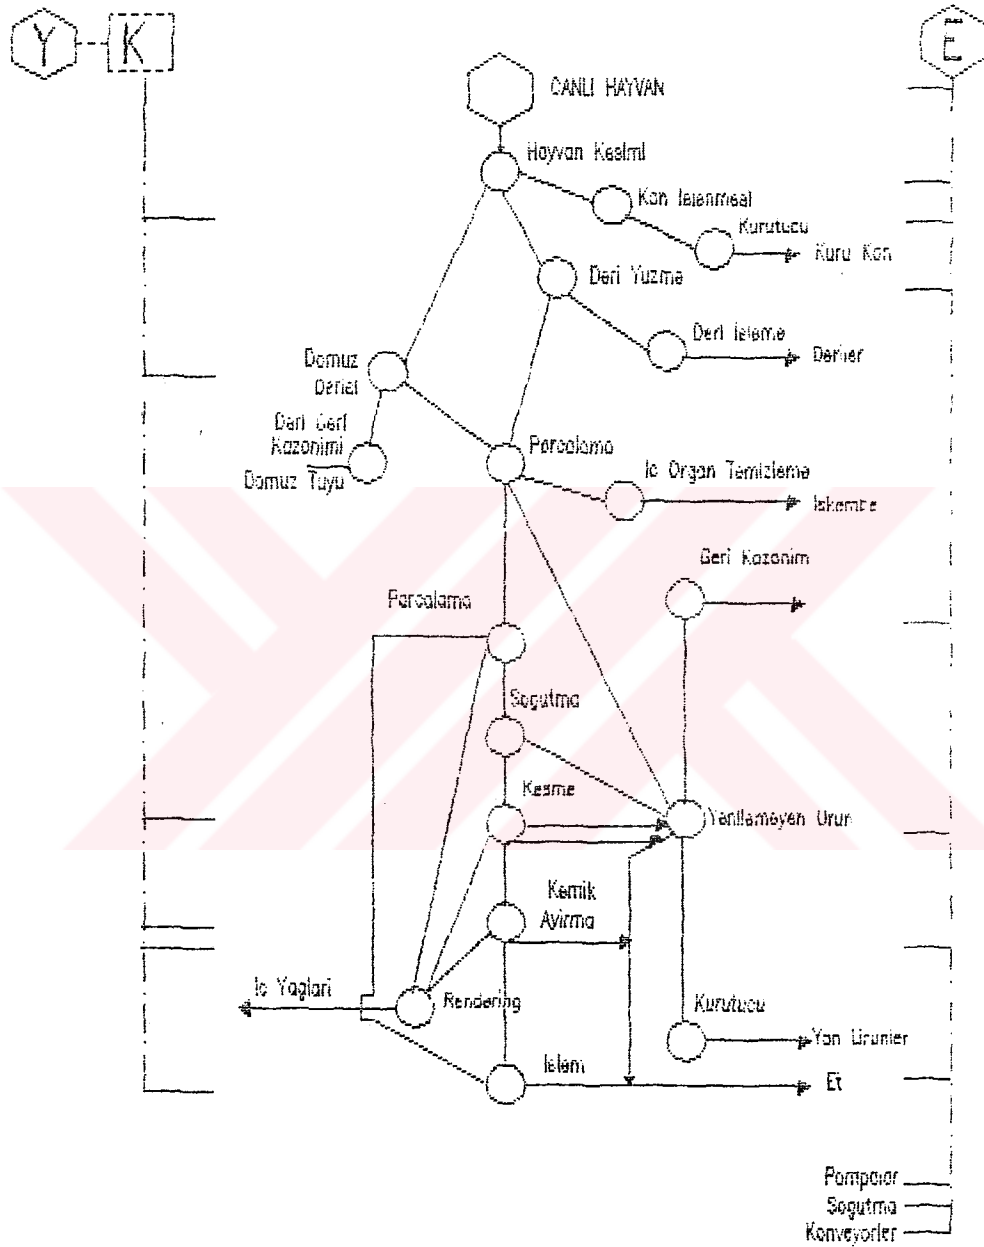 Y
K
E
CANLI HAYVAN
Hayvan Kesimi
Kan Islenmesi
Kurutucu
Kuru Kan
Deri Yuzme
Deri Isleme
Deriler
Domuz
Derisi
Deri Geri
Kazanimi
Domuz Tuyu
Parcalama
Ic Organ Temizleme
Iskembe
Geri Kazanim
Parcalama
Sogutma
Kesme
Yenilemeyen Urun
Kemik
Ayirma
Ic Yaglari
Rendering
Kurutucu
Yan Urunler
Islem
Et
Pompalar
Sogutma
Konveyorler